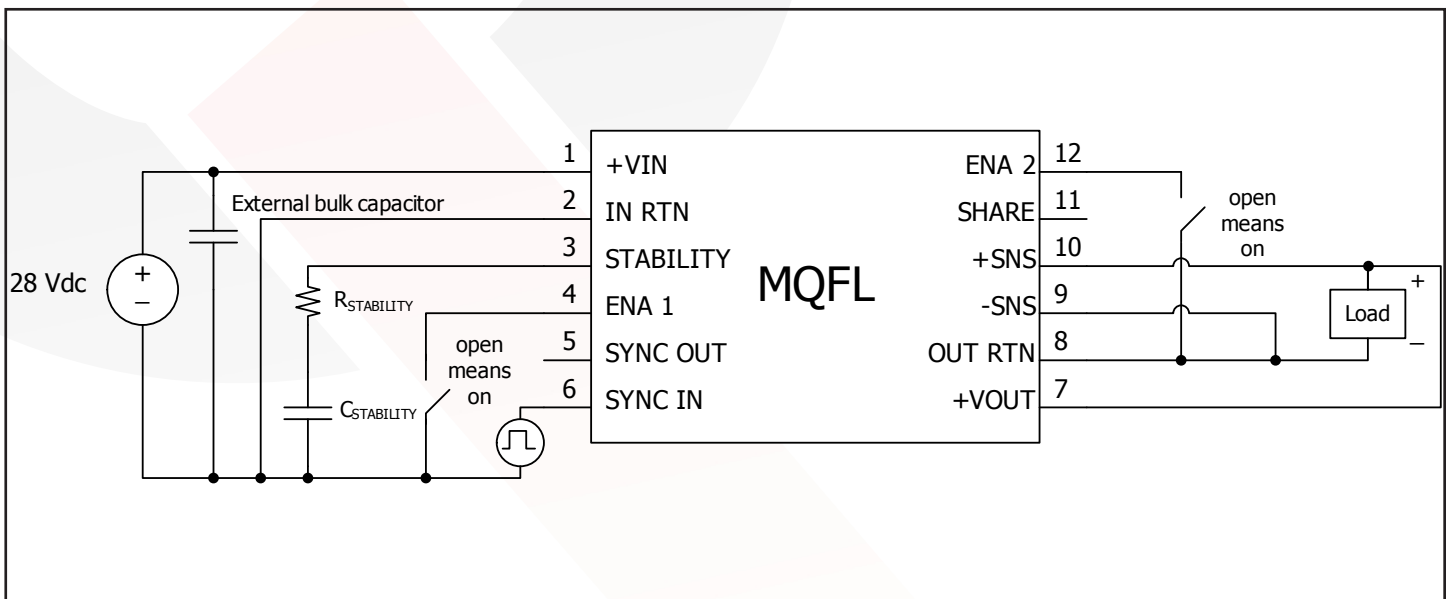 28 Vdc
+
−
External bulk capacitor
R_STABILITY
C_STABILITY
open
means
on
1
2
3
4
5
6
+VIN
IN RTN
STABILITY
ENA 1
SYNC OUT
SYNC IN
MQFL
ENA 2
SHARE
+SNS
-SNS
OUT RTN
+VOUT
12
11
10
9
8
7
open
means
on
+
Load
−